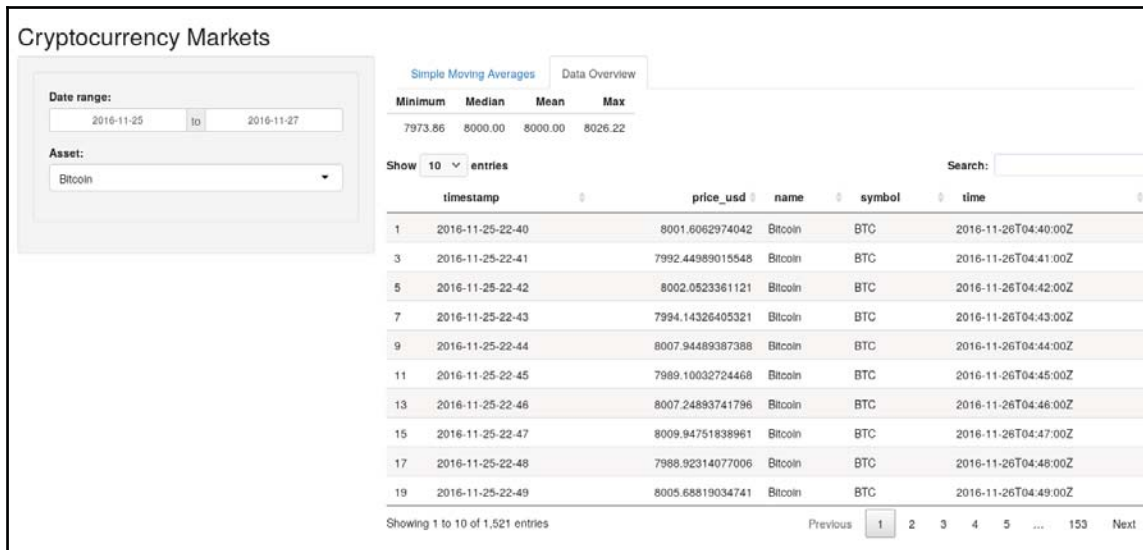 Cryptocurrency Markets
Date range:
2016-11-25 to 2016-11-27
Asset:
Bitcoin
Simple Moving Averages Data Overview
Minimum Median Mean Max
7973.86 8000.00 8000.00 8026.22
Show 10 entries Search:
timestamp price_usd name symbol time
1 2016-11-25-22-40 8001.6062974042 Bitcoin BTC 2016-11-26T04:40:00Z
3 2016-11-25-22-41 7992.44989015548 Bitcoin BTC 2016-11-26T04:41:00Z
5 2016-11-25-22-42 8002.0523361121 Bitcoin BTC 2016-11-26T04:42:00Z
7 2016-11-25-22-43 7994.14326405321 Bitcoin BTC 2016-11-26T04:43:00Z
9 2016-11-25-22-44 8007.94489387388 Bitcoin BTC 2016-11-26T04:44:00Z
11 2016-11-25-22-45 7989.10032724468 Bitcoin BTC 2016-11-26T04:45:00Z
13 2016-11-25-22-46 8007.24893741796 Bitcoin BTC 2016-11-26T04:46:00Z
15 2016-11-25-22-47 8009.94751838961 Bitcoin BTC 2016-11-26T04:47:00Z
17 2016-11-25-22-48 7988.92314077006 Bitcoin BTC 2016-11-26T04:48:00Z
19 2016-11-25-22-49 8005.68819034741 Bitcoin BTC 2016-11-26T04:49:00Z
Showing 1 to 10 of 1,521 entries Previous 1 2 3 4 5 ... 153 Next